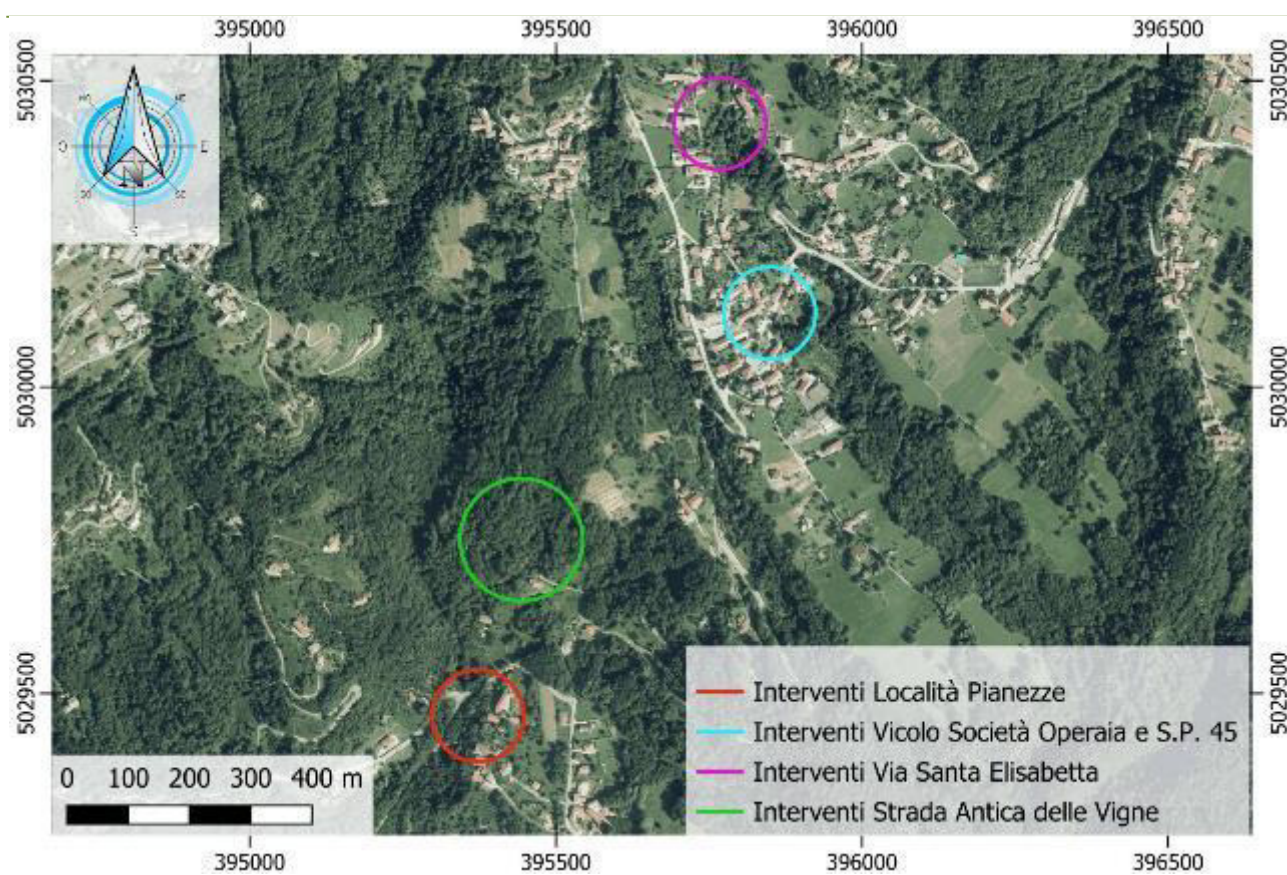 395000 395500 396000 396500
5030500 5030500
N
5030000 5030000
5029500 5029500
Interventi Località Pianezze
Interventi Vicolo Società Operaia e S.P. 45
Interventi Via Santa Elisabetta
Interventi Strada Antica delle Vigne
0 100 200 300 400 m
395000 395500 396000 396500